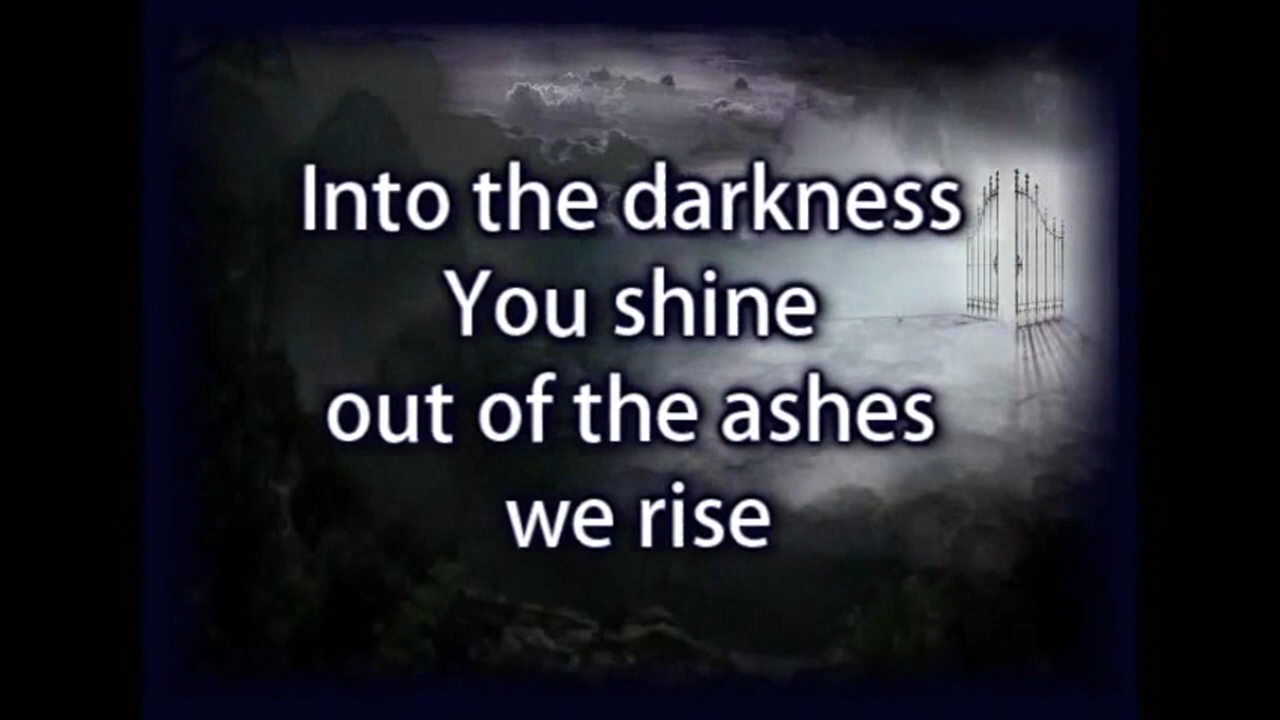 Into the darkness
You shine
out of the ashes
we rise